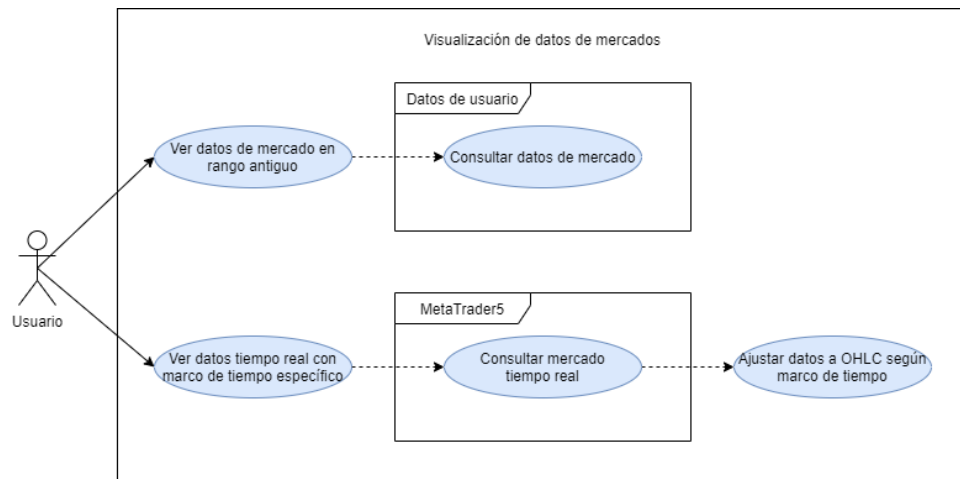 Visualización de datos de mercados
Datos de usuario
Ver datos de mercado en
rango antiguo
Consultar datos de mercado
Usuario
MetaTrader5
Ver datos tiempo real con
marco de tiempo específico
Consultar mercado
tiempo real
Ajustar datos a OHLC según
marco de tiempo